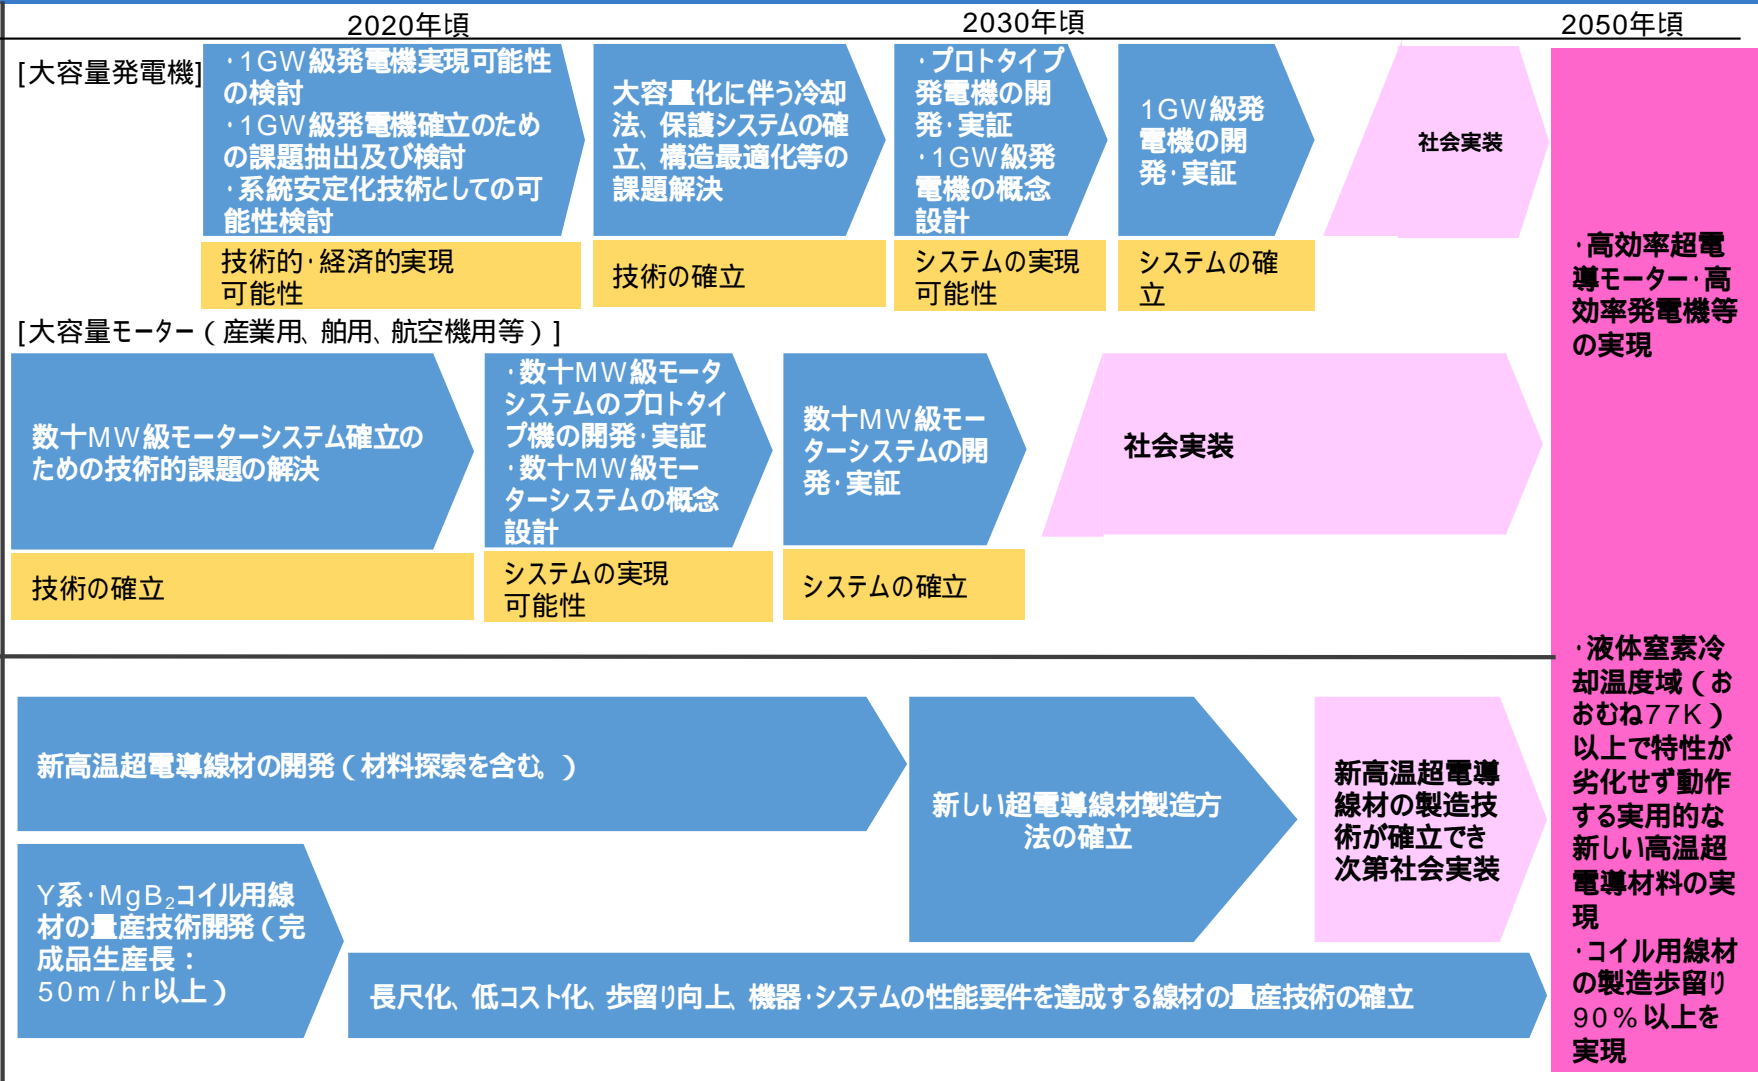 2020年頃
2030年頃
2050年頃
[大容量発電機]
・1GW級発電機実現可能性
の検討
・1GW級発電機確立のため
の課題抽出及び検討
・系統安定化技術としての可
能性検討
大容量化に伴う冷却
法、保護システムの確
立、構造最適化等の
課題解決
・プロトタイプ
発電機の開
発・実証
・1GW級発
電機の概念
設計
1GW級発
電機の開
発・実証
社会実装
技術的・経済的実現
可能性
技術の確立
システムの実現
可能性
システムの確
立
[大容量モーター(産業用、舶用、航空機用等)]
数十MW級モーターシステム確立の
ための技術的課題の解決
・数十MW級モータ
システムのプロトタイ
プ機の開発・実証
・数十MW級モー
ターシステムの概念
設計
数十MW級モー
ターシステムの開
発・実証
社会実装
技術の確立
システムの実現
可能性
システムの確立
・高効率超電
導モーター・高
効率発電機等
の実現
新高温超電導線材の開発(材料探索を含む。)
新しい超電導線材製造方
法の確立
新高温超電導
線材の製造技
術が確立でき
次第社会実装
Y系・MgB₂コイル用線
材の量産技術開発(完
成品生産長:
50m/hr以上)
長尺化、低コスト化、歩留り向上、機器・システムの性能要件を達成する線材の量産技術の確立
・液体窒素冷
却温度域(お
おむね77K)
以上で特性が
劣化せず動作
する実用的な
新しい高温超
電導材料の実
現
・コイル用線材
の製造歩留り
90%以上を
実現